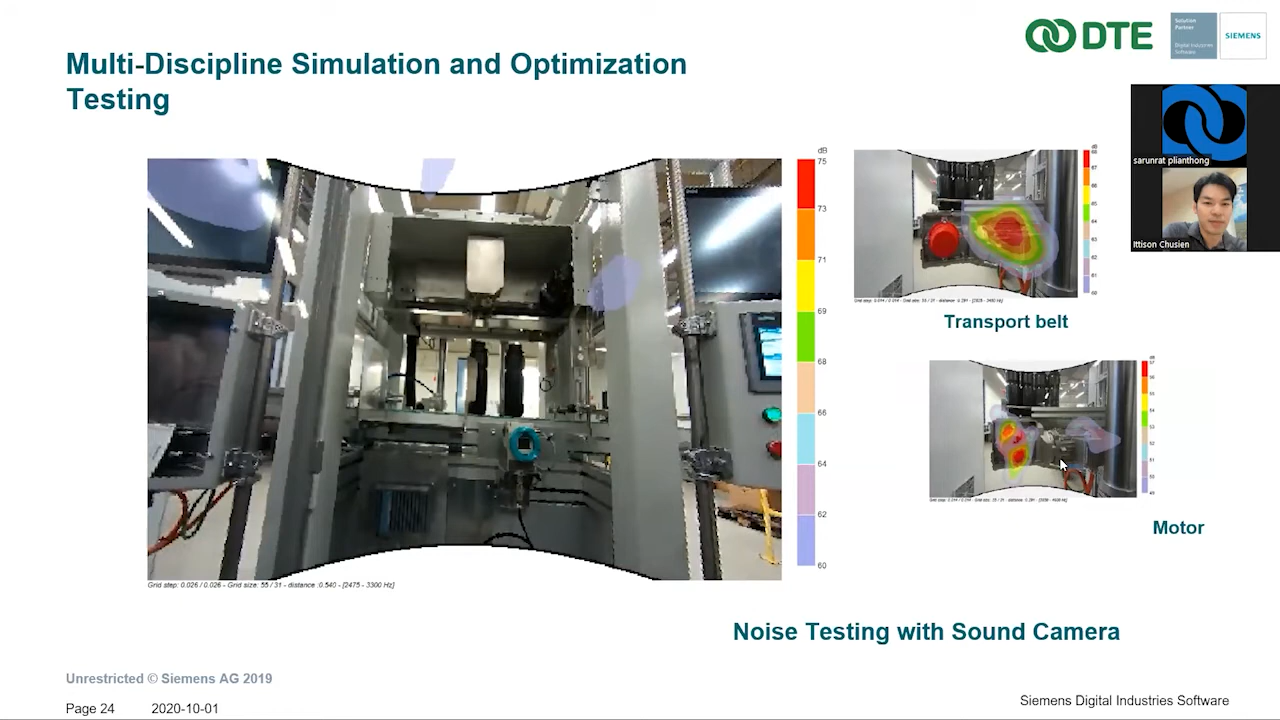 Multi-Discipline Simulation and Optimization
Testing
DTE
Solution
Partner
Digital Industries
Software
SIEMENS
sarunrat plianthong
Ittison Chusien
dB
75
73
71
69
68
66
64
62
60
Grid step: 0.026 / 0.026 - Grid size: 55 / 31 - distance :0.540 - [2475 - 3300 Hz]
Transport belt
Motor
Noise Testing with Sound Camera
Unrestricted © Siemens AG 2019
Page 24
2020-10-01
Siemens Digital Industries Software